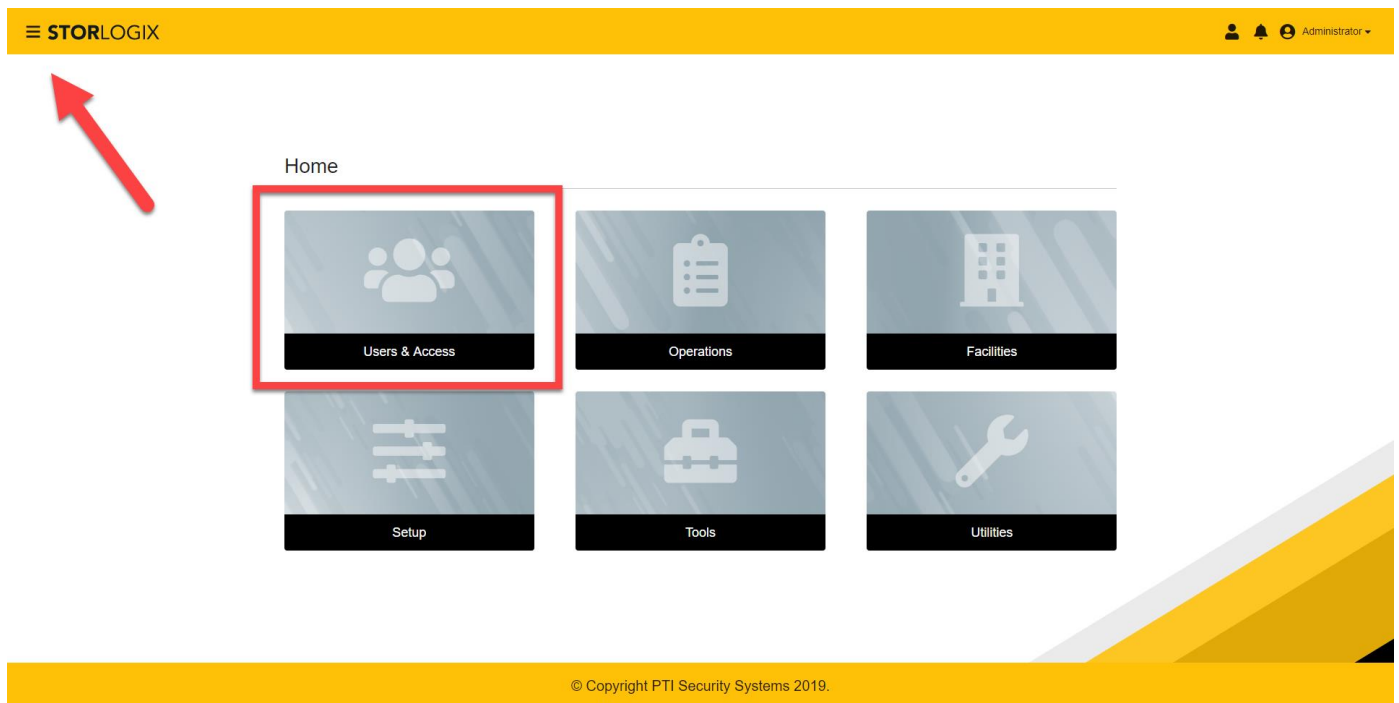 STORLOGIX
Administrator
Home
Users & Access
Operations
Facilities
Setup
Tools
Utilities
© Copyright PTI Security Systems 2019.